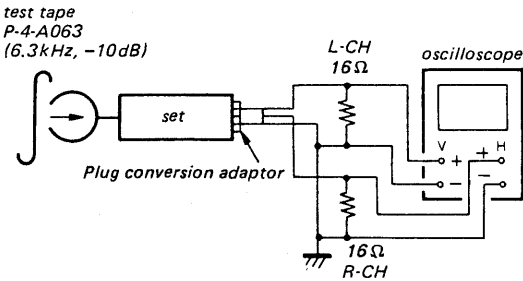 test tape
P-4-A063
(6.3kHz, −10dB)
set
Plug conversion adaptor
L-CH
16Ω
16Ω
R-CH
oscilloscope
V
H
+
−
+
−